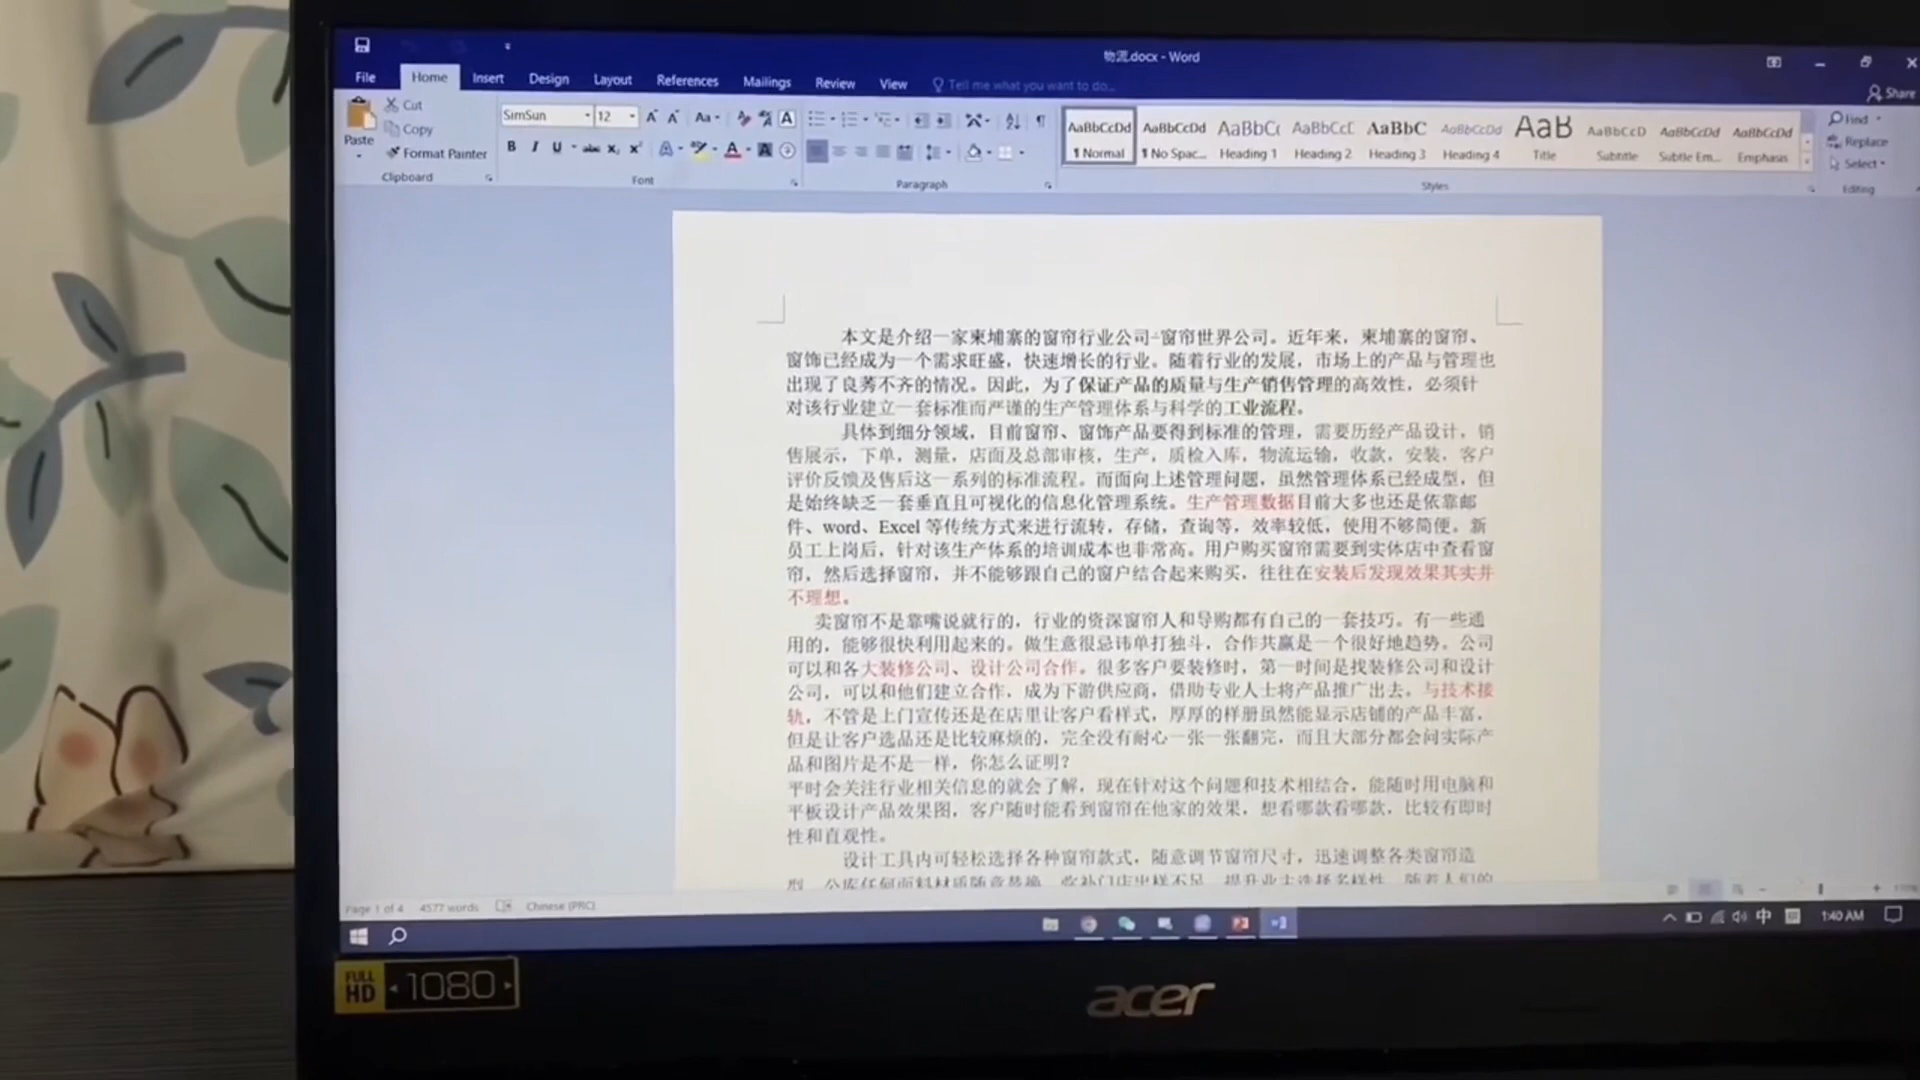 物流.docx - Word
File Home Insert Design Layout References Mailings Review View Tell me what you want to do...
Share
Paste
Cut
Copy
Format Painter
Clipboard
SimSun 12
Font
Paragraph
AaBbCcDd AaBbCcDd AaBbC AaBbCcD AaBbC AaBbCcDd AaB AaBbCcD AaBbCcDd AaBbCcDd
¶ Normal ¶ No Spac... Heading 1 Heading 2 Heading 3 Heading 4 Title Subtitle Subtle Em... Emphasis
Styles
Find
Replace
Select
Editing
本文是介绍一家柬埔寨的窗帘行业公司-窗帘世界公司。近年来，柬埔寨的窗帘、
窗饰已经成为一个需求旺盛，快速增长的行业。随着行业的发展，市场上的产品与管理也
出现了良莠不齐的情况。因此，为了保证产品的质量与生产销售管理的高效性，必须针
对该行业建立一套标准而严谨的生产管理体系与科学的工业流程。
具体到细分领域，目前窗帘、窗饰产品要得到标准的管理，需要历经产品设计，销
售展示，下单，测量，店面及总部审核，生产，质检入库，物流运输，收款，安装，客户
评价反馈及售后这一系列的标准流程。而面向上述管理问题，虽然管理体系已经成型，但
是始终缺乏一套垂直且可视化的信息化管理系统。生产管理数据目前大多也还是依靠邮
件、word、Excel 等传统方式来进行流转，存储，查询等，效率较低，使用不够简便。新
员工上岗后，针对该生产体系的培训成本也非常高。用户购买窗帘需要到实体店中查看窗
帘，然后选择窗帘，并不能够跟自己的窗户结合起来购买，往往在安装后发现效果其实并
不理想。
卖窗帘不是靠嘴说就行的，行业的资深窗帘人和导购都有自己的一套技巧。有一些通
用的，能够很快利用起来的。做生意很忌讳单打独斗，合作共赢是一个很好地趋势。公司
可以和各大装修公司、设计公司合作。很多客户要装修时，第一时间是找装修公司和设计
公司，可以和他们建立合作，成为下游供应商，借助专业人士将产品推广出去。与技术接
轨，不管是上门宣传还是在店里让客户看样式，厚厚的样册虽然能显示店铺的产品丰富，
但是让客户选品还是比较麻烦的，完全没有耐心一张一张翻完，而且大部分都会问实际产
品和图片是不是一样，你怎么证明？
平时会关注行业相关信息的就会了解，现在针对这个问题和技术相结合，能随时用电脑和
平板设计产品效果图，客户随时能看到窗帘在他家的效果，想看哪款看哪款，比较有即时
性和直观性。
设计工具内可轻松选择各种窗帘款式，随意调节窗帘尺寸，迅速调整各类窗帘造
Page 1 of 4 4577 words Chinese (PRC)
中 1:40 AM
FULL HD 1080
acer